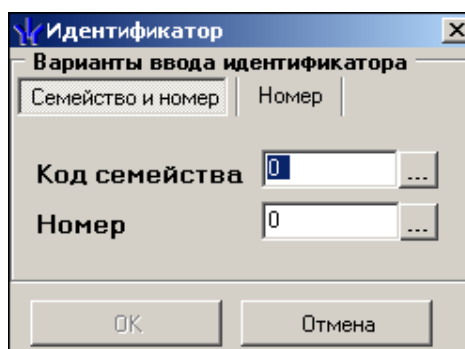 Идентификатор
Варианты ввода идентификатора
Семейство и номер Номер
Код семейства 0 ...
Номер 0 ...
OK Отмена